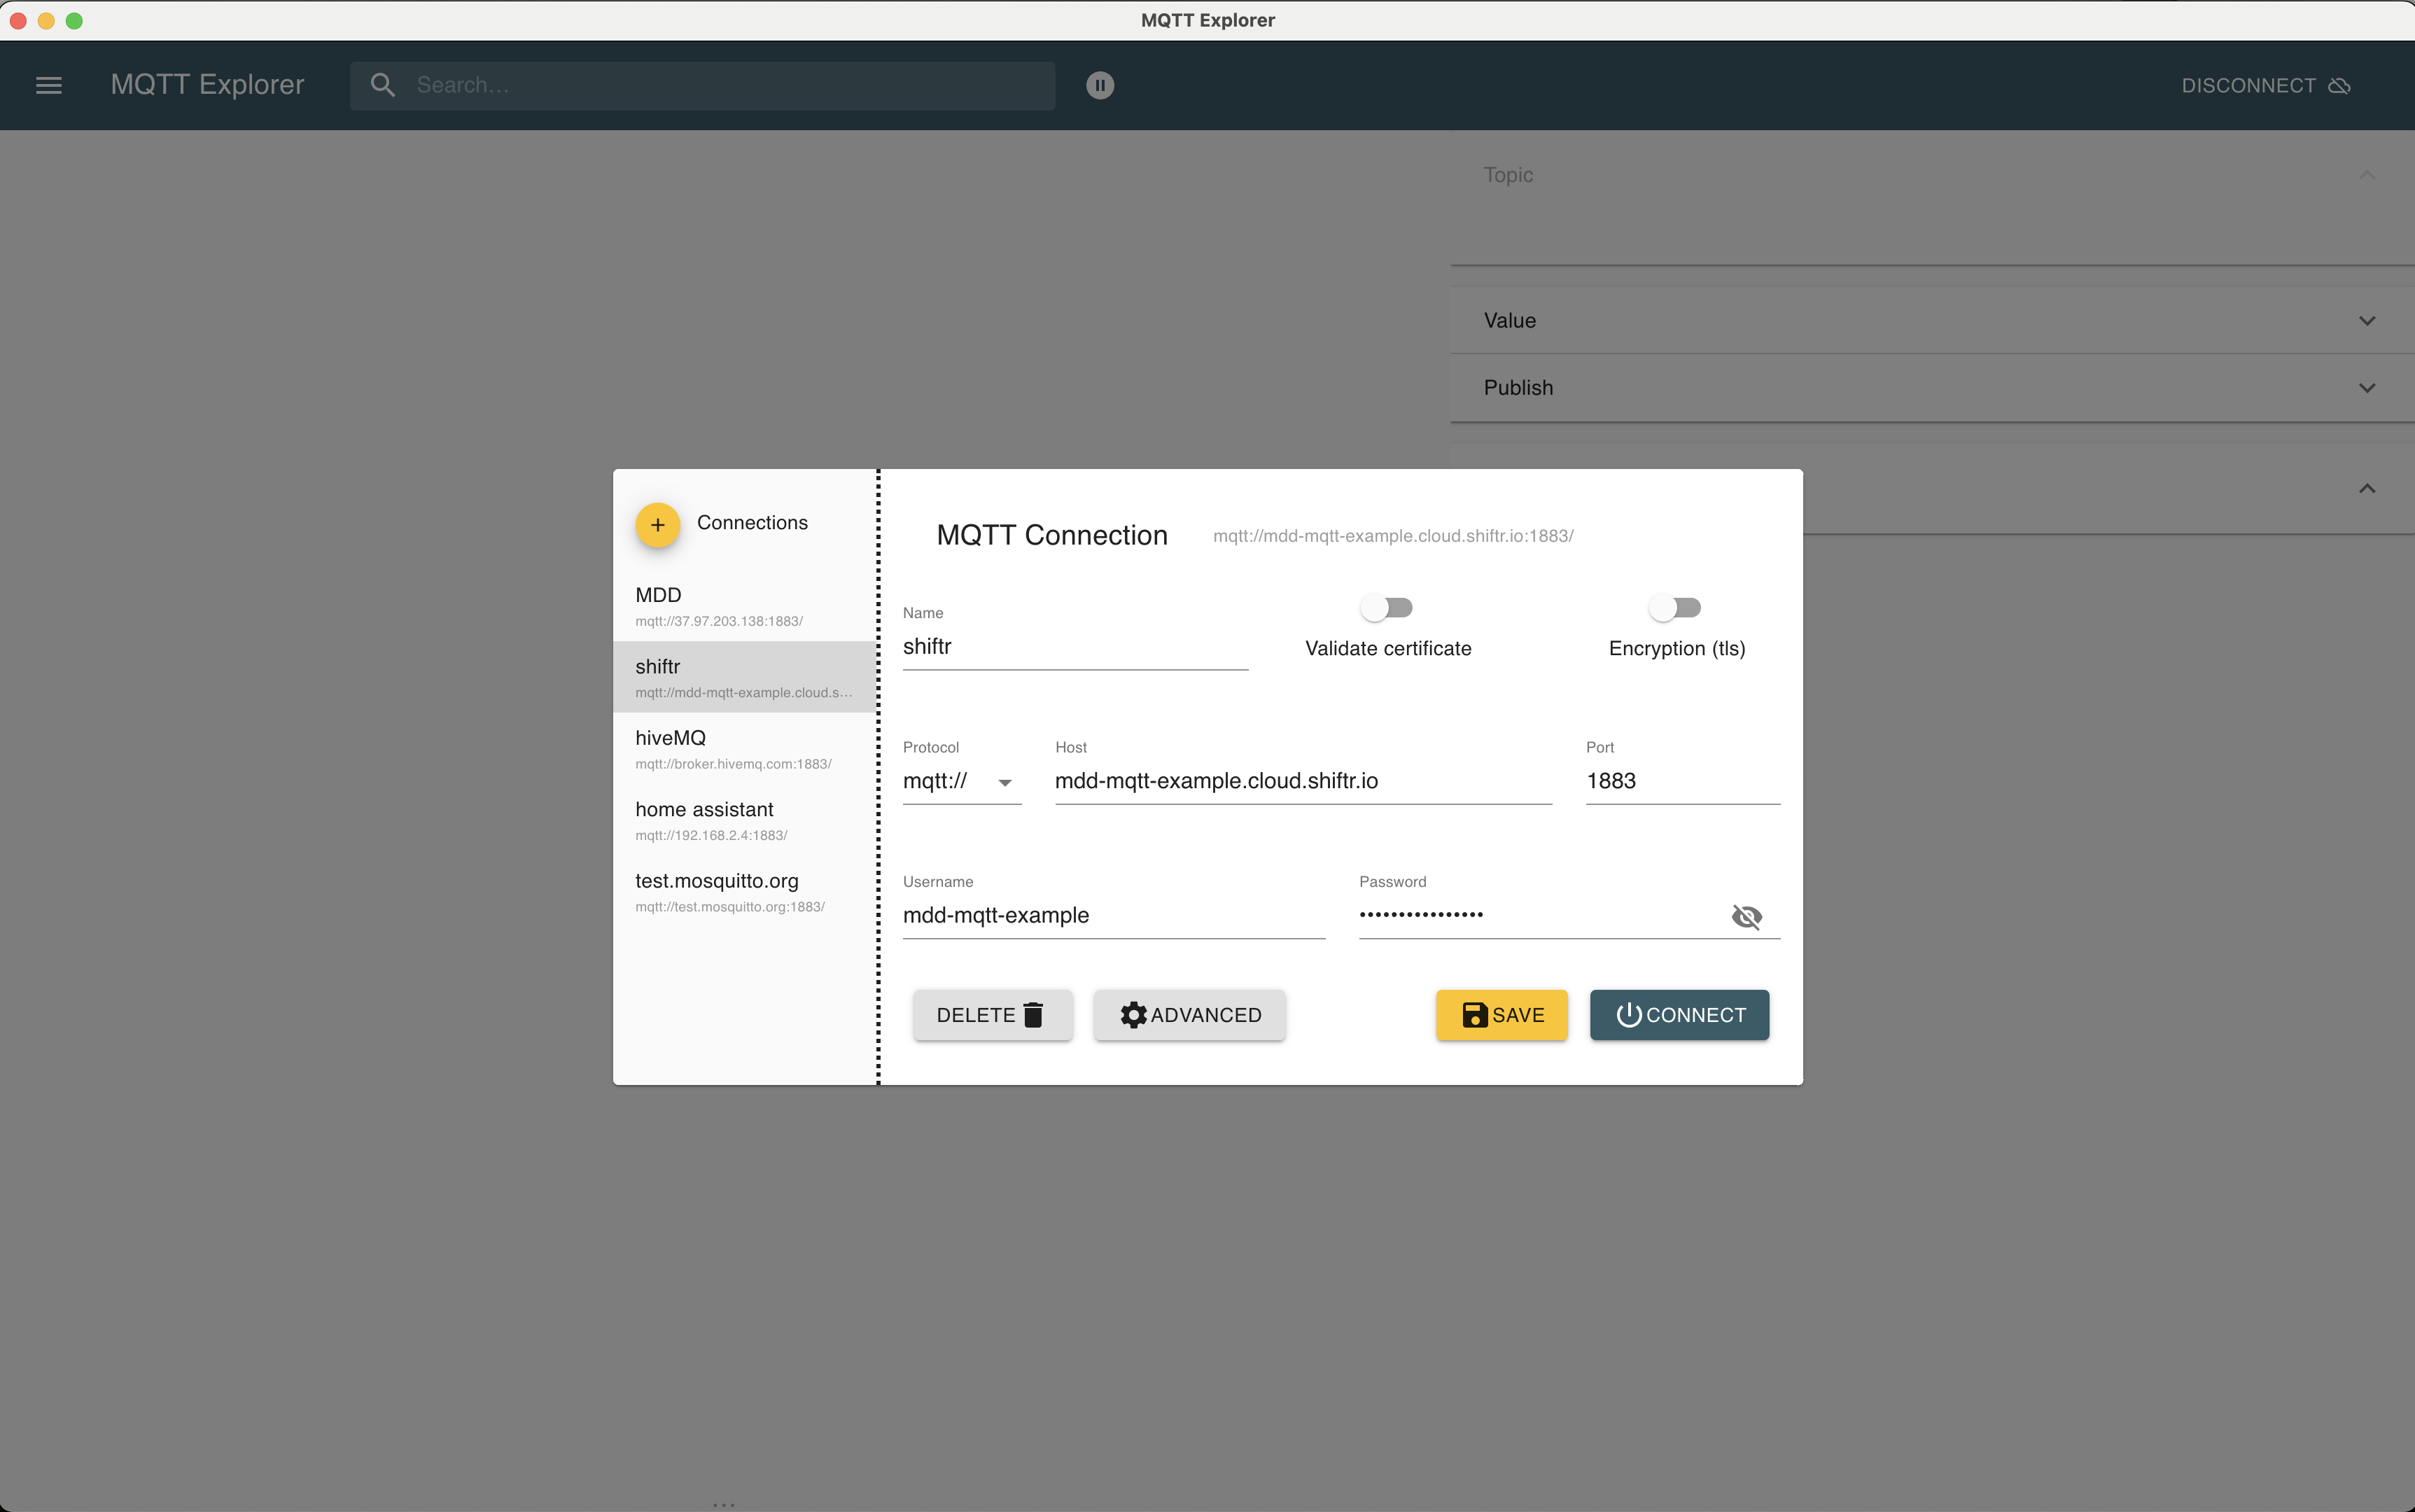 MQTT Explorer
MQTT Explorer
Search...
DISCONNECT
Topic
Value
Publish
Connections
MDD
mqtt://37.97.203.138:1883/
shiftr
mqtt://mdd-mqtt-example.cloud.s...
hiveMQ
mqtt://broker.hivemq.com:1883/
home assistant
mqtt://192.168.2.4:1883/
test.mosquitto.org
mqtt://test.mosquitto.org:1883/
MQTT Connection mqtt://mdd-mqtt-example.cloud.shiftr.io:1883/
Name
shiftr
Validate certificate
Encryption (tls)
Protocol
mqtt://
Host
mdd-mqtt-example.cloud.shiftr.io
Port
1883
Username
mdd-mqtt-example
Password
••••••••••••••••
DELETE
ADVANCED
SAVE
CONNECT